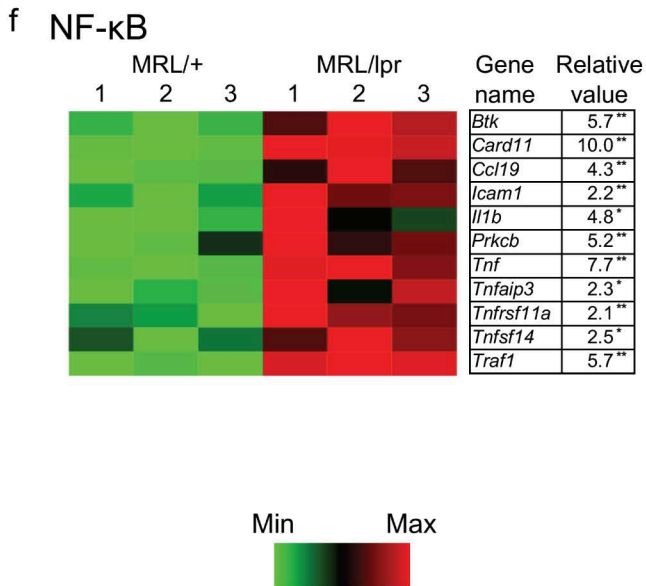 f NF-κB
MRL/+ MRL/lpr Gene Relative
1 2 3 1 2 3 name value
Btk 5.7**
Card11 10.0**
Ccl19 4.3**
Icam1 2.2**
Il1b 4.8*
Prkcb 5.2**
Tnf 7.7**
Tnfaip3 2.3*
Tnfrsf11a 2.1**
Tnfsf14 2.5*
Traf1 5.7**
Min Max